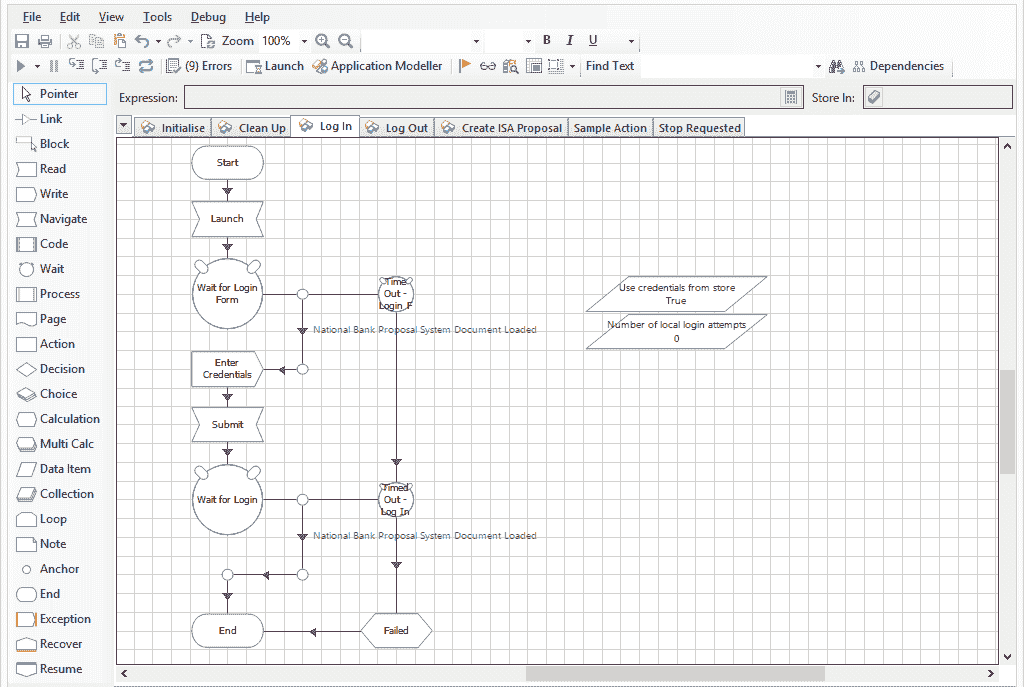 File Edit View Tools Debug Help
Zoom 100% B I U
(9) Errors Launch Application Modeller Find Text Dependencies
Pointer Expression: Store In:
Link
Initialise Clean Up Log In Log Out Create ISA Proposal Sample Action Stop Requested
Block
Read
Write
Navigate
Code
Wait
Process
Page
Action
Decision
Choice
Calculation
Multi Calc
Data Item
Collection
Loop
Note
Anchor
End
Exception
Recover
Resume
Start
Launch
Wait for Login
Form
Time
Out -
Login_F
National Bank Proposal System Document Loaded
Use credentials from store
True
Number of local login attempts
0
Enter
Credentials
Submit
Wait for Login
Timed
Out -
Log In
National Bank Proposal System Document Loaded
End
Failed